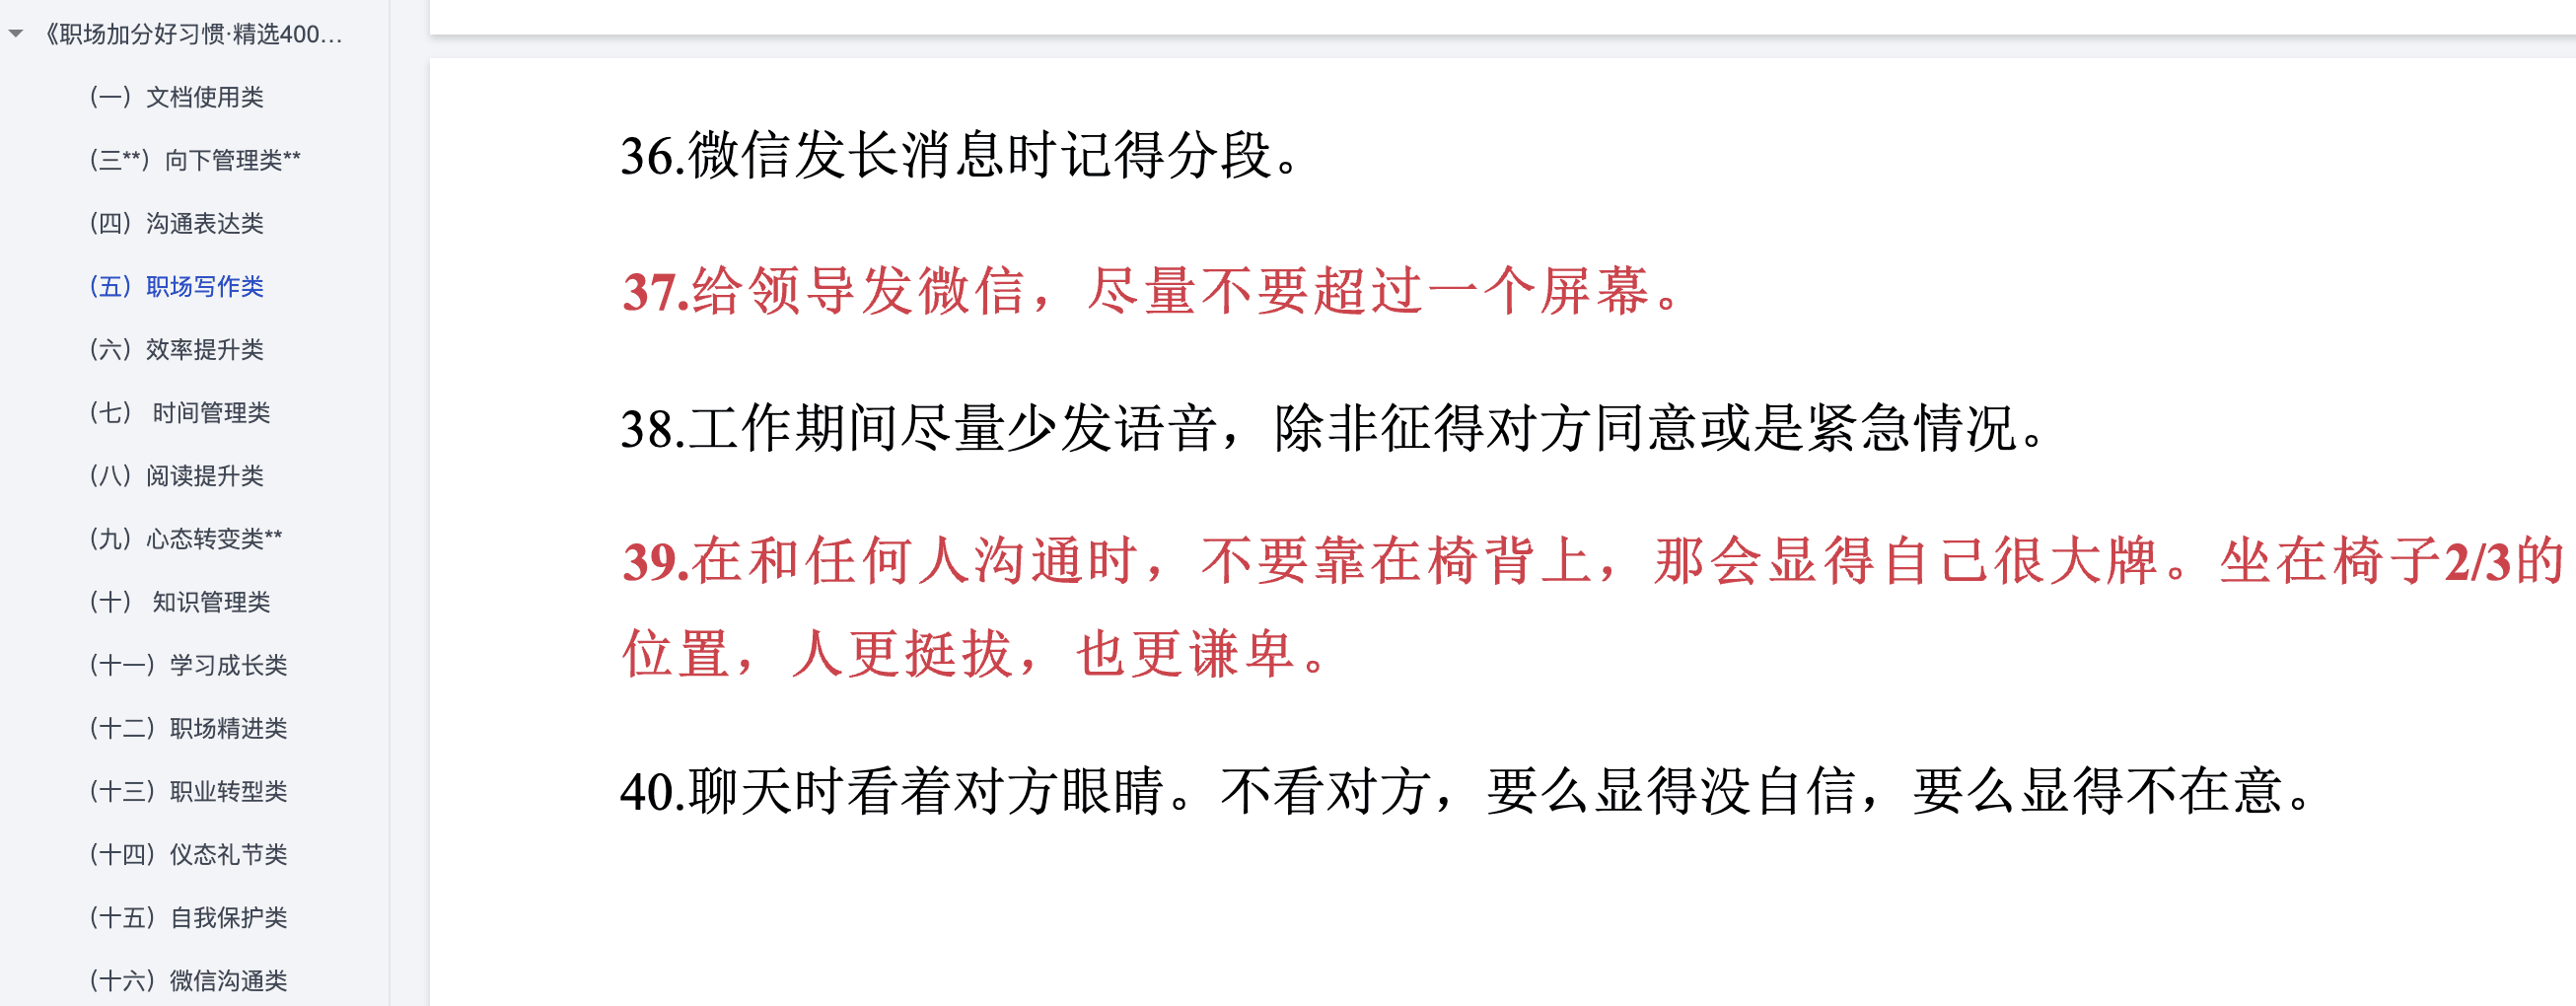 《职场加分好习惯·精选400...
（一）文档使用类
（三**）向下管理类**
（四）沟通表达类
（五）职场写作类
（六）效率提升类
（七） 时间管理类
（八）阅读提升类
（九）心态转变类**
（十） 知识管理类
（十一）学习成长类
（十二）职场精进类
（十三）职业转型类
（十四）仪态礼节类
（十五）自我保护类
（十六）微信沟通类
36.微信发长消息时记得分段。
37.给领导发微信，尽量不要超过一个屏幕。
38.工作期间尽量少发语音，除非征得对方同意或是紧急情况。
39.在和任何人沟通时，不要靠在椅背上，那会显得自己很大牌。坐在椅子2/3的
位置，人更挺拔，也更谦卑。
40.聊天时看着对方眼睛。不看对方，要么显得没自信，要么显得不在意。